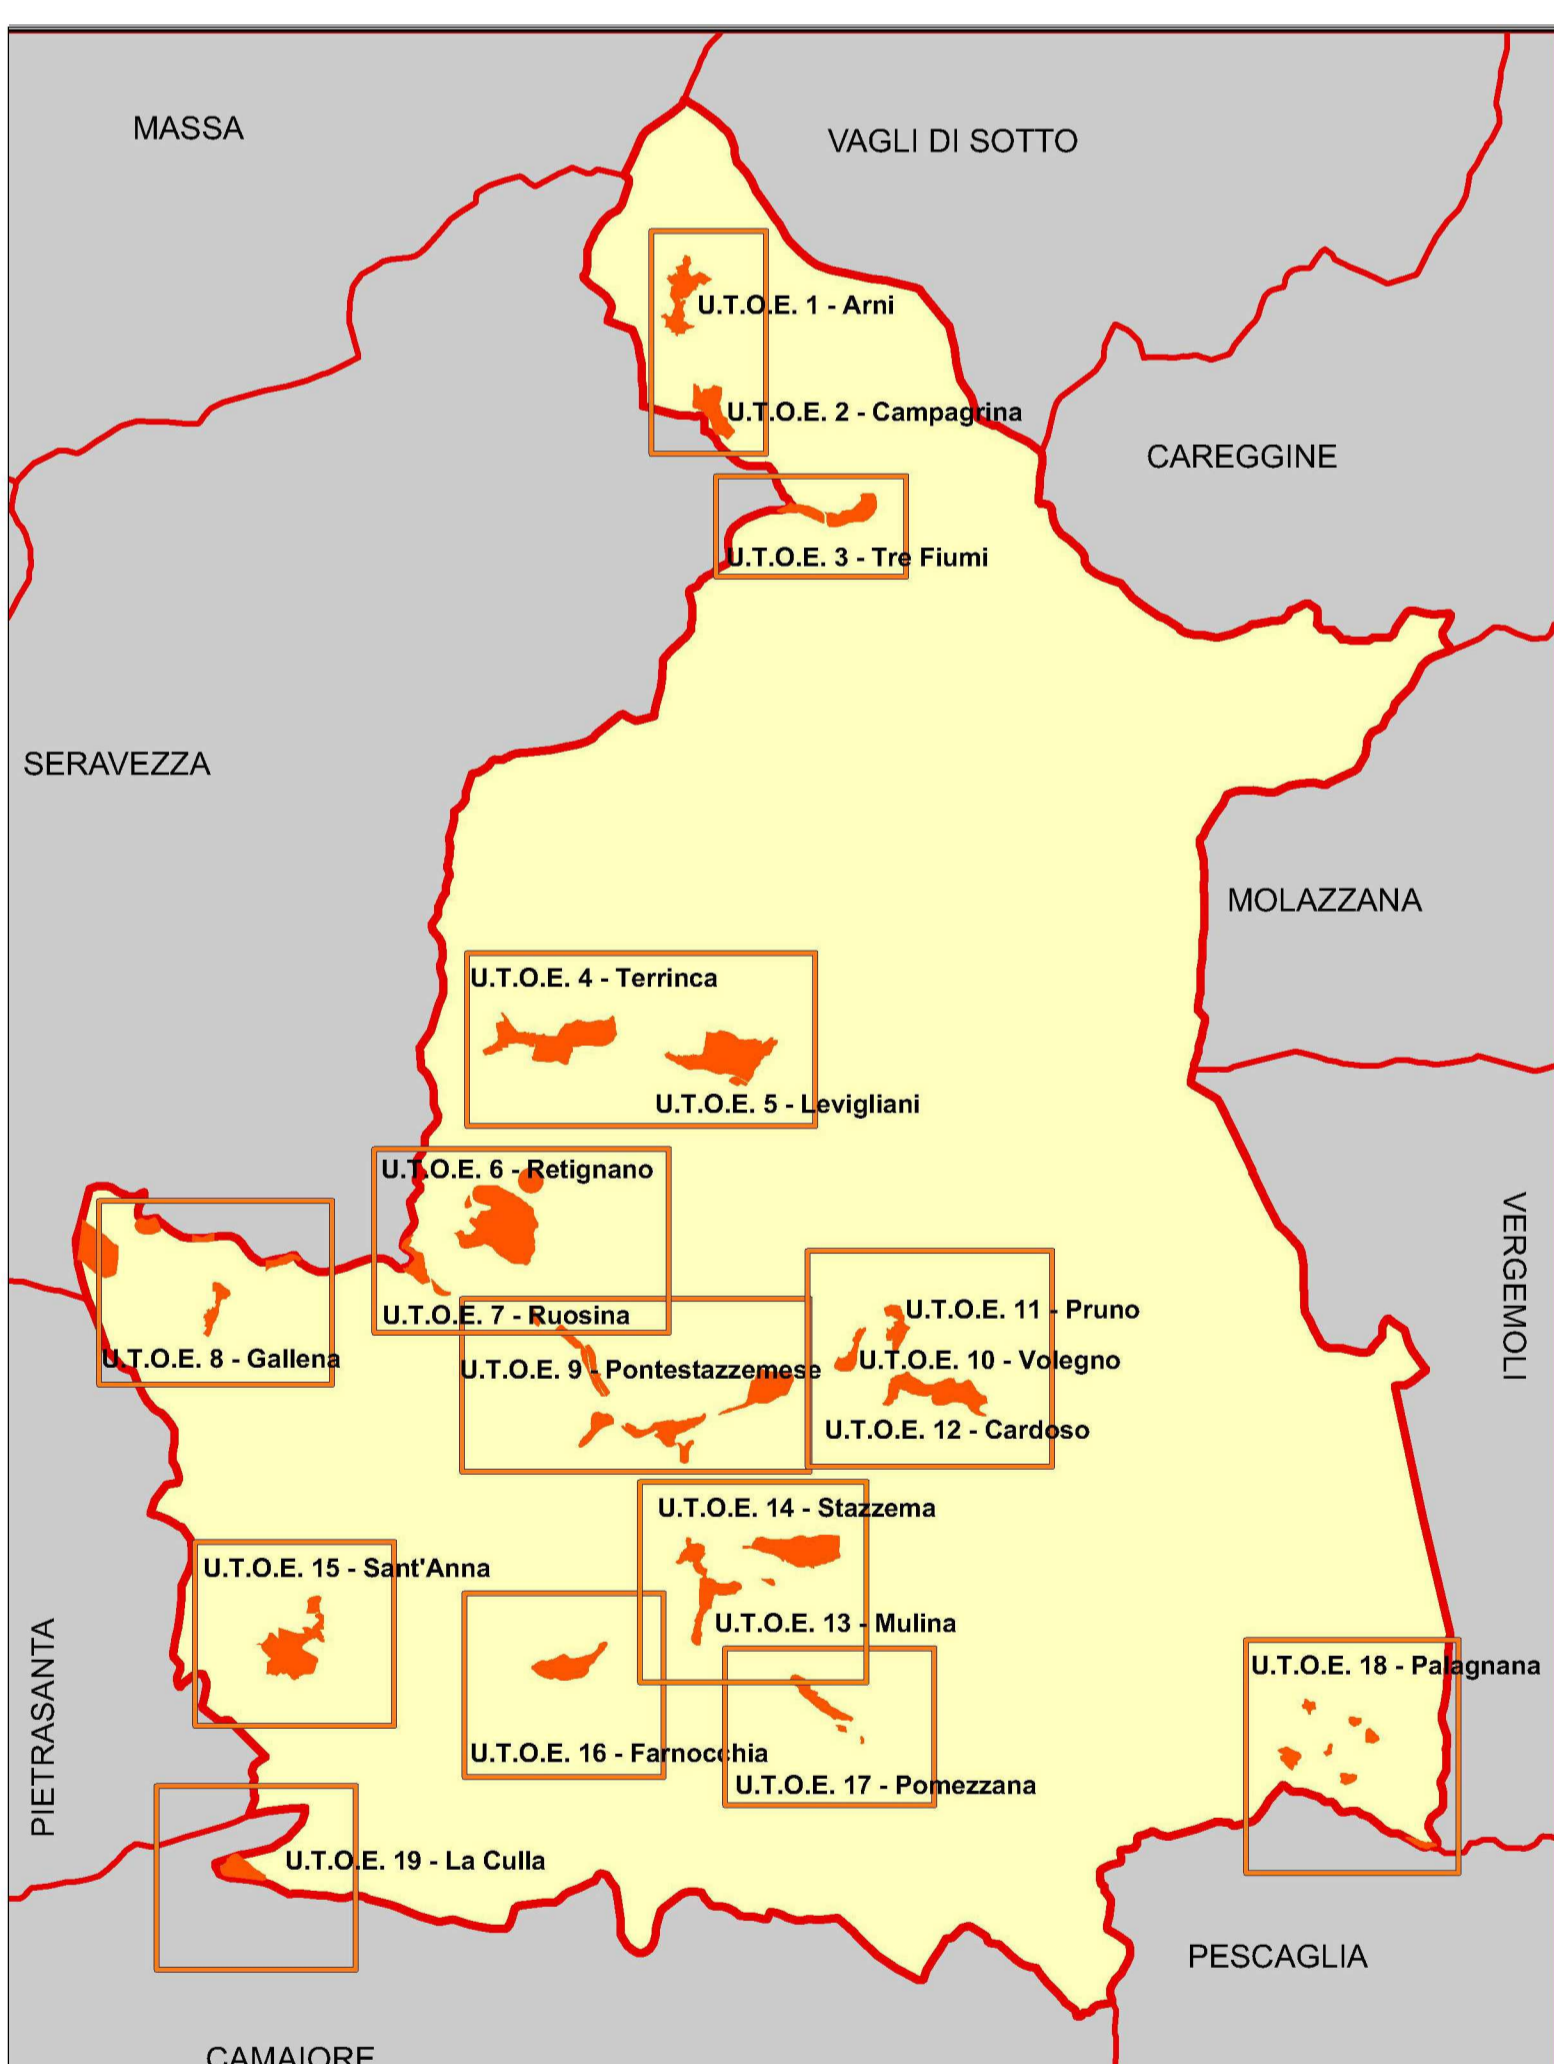 MASSA
VAGLI DI SOTTO
U.T.O.E. 1 - Arni
U.T.O.E. 2 - Campagrina
CAREGGINE
U.T.O.E. 3 - Tre Fiumi
SERAVEZZA
MOLAZZANA
U.T.O.E. 4 - Terrinca
U.T.O.E. 5 - Levigliani
U.T.O.E. 6 - Retignano
VERGEMOLI
U.T.O.E. 11 - Pruno
U.T.O.E. 7 - Ruosina
U.T.O.E. 8 - Gallena
U.T.O.E. 10 - Volegno
U.T.O.E. 9 - Pontestazzemese
U.T.O.E. 12 - Cardoso
U.T.O.E. 14 - Stazzema
U.T.O.E. 15 - Sant'Anna
U.T.O.E. 13 - Mulina
PIETRASANTA
U.T.O.E. 18 - Palagnana
U.T.O.E. 16 - Farnocchia
U.T.O.E. 17 - Pomezzana
U.T.O.E. 19 - La Culla
PESCAGLIA
CAMAIORE